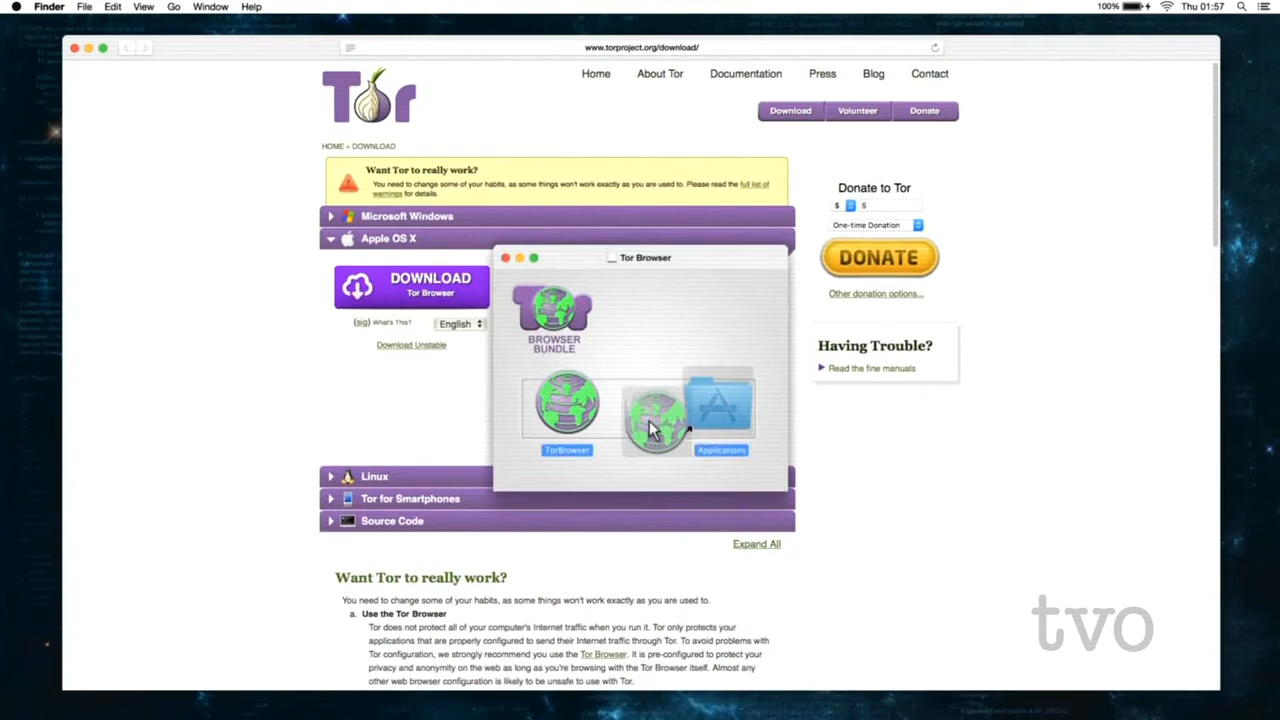 Finder File Edit View Go Window Help
100% Thu 01:57
www.torproject.org/download/
Tor
Home About Tor Documentation Press Blog Contact
Download Volunteer Donate
HOME » DOWNLOAD
Want Tor to really work?
You need to change some of your habits, as some things won't work exactly as you are used to. Please read the full list of
warnings for details.
Microsoft Windows
Apple OS X
DOWNLOAD
Tor Browser
(sig) What's This? English
Download Unstable
Tor Browser
Tor
BROWSER
BUNDLE
TorBrowser Applications
Linux
Tor for Smartphones
Source Code
Expand All
Donate to Tor
$ 5
One-time Donation
DONATE
Other donation options...
Having Trouble?
Read the fine manuals
Want Tor to really work?
You need to change some of your habits, as some things won't work exactly as you are used to.
a. Use the Tor Browser
Tor does not protect all of your computer's Internet traffic when you run it. Tor only protects your
applications that are properly configured to send their Internet traffic through Tor. To avoid problems with
Tor configuration, we strongly recommend you use the Tor Browser. It is pre-configured to protect your
privacy and anonymity on the web as long as you're browsing with the Tor Browser itself. Almost any
other web browser configuration is likely to be unsafe to use with Tor.
tvo